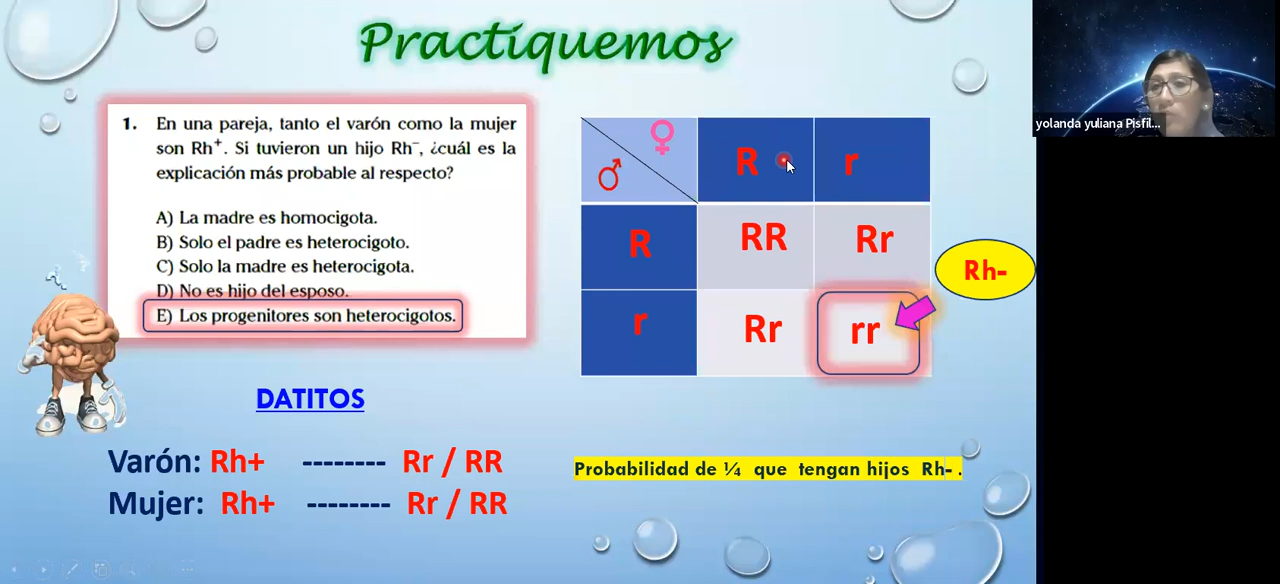 Practiquemos
1. En una pareja, tanto el varón como la mujer
son Rh⁺. Si tuvieron un hijo Rh⁻, ¿cuál es la
explicación más probable al respecto?
A) La madre es homocigota.
B) Solo el padre es heterocigoto.
C) Solo la madre es heterocigota.
D) No es hijo del esposo.
E) Los progenitores son heterocigotos.
♀
♂
R r
R RR Rr
r Rr rr
Rh-
DATITOS
Varón: Rh+ -------- Rr / RR
Mujer: Rh+ -------- Rr / RR
Probabilidad de ¼ que tengan hijos Rh- .
yolanda yuliana Pisfil...